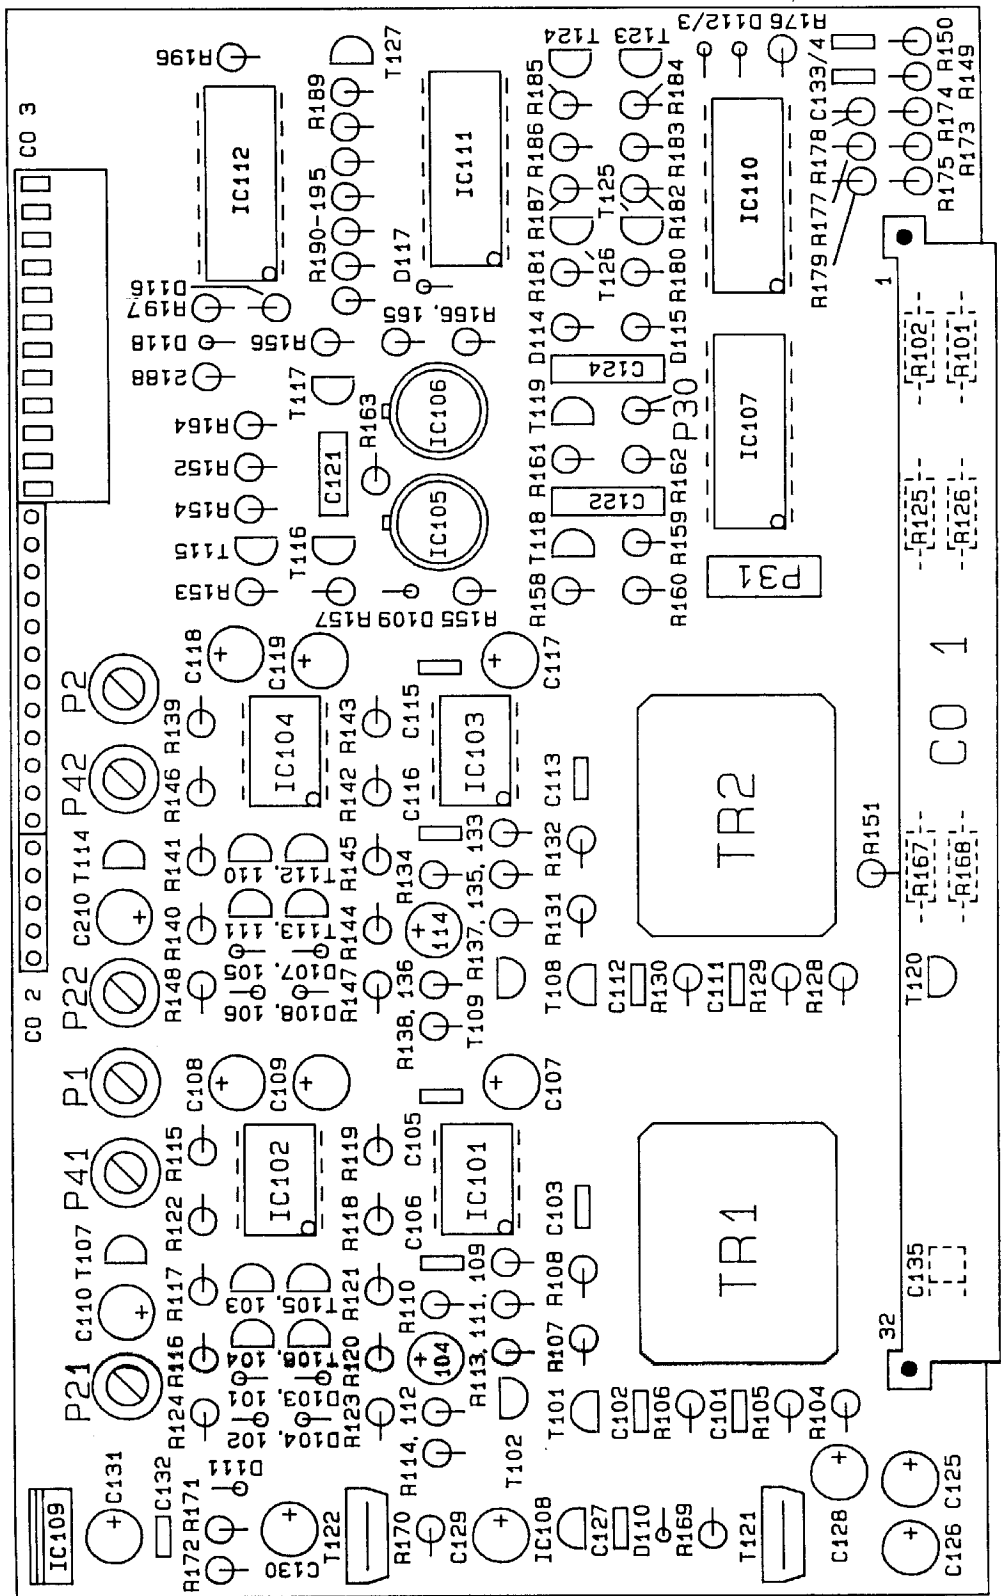 CO 3
R196
IC112
T127
R189
R190-195
IC111
D117
T124
T123
D112/3
R176
C133/4
R150
R149
R174
R173
R175
R178
R177
R179
R185
R184
R186
R183
R187
T125
R182
R181
T126
R180
IC110
D114
D115
C124
T119
P30
R161
R162
C122
T118
R159
R158
R160
IC107
P31
D116
R197
D118
2188
R156
R166, 165
T117
R163
IC106
IC105
C121
R164
R152
R154
T115
T116
R153
R157
D109
R155
C118
C119
C117
C115
P2
R139
IC104
R143
IC103
P42
R146
R142
C116
C113
T114
R141
T112, 110
R145
R134
R137, 135, 133
R132
C210
R140
T113, 111
R144
114
R131
P22
R148
D107, 105
D108, 106
R147
R138, 136
T109
T108
C112
R130
C111
R129
R128
TR2
CO 2
1
R102
R101
R125
R126
CO 1
R151
R167
R168
T120
P1
C108
C109
C107
C105
R115
IC102
R119
IC101
P41
R122
R118
C106
C103
T107
R117
T105, 103
R121
R110
R113, 111, 109
R108
C110
R116
T106, 104
R120
104
R107
P21
R124
D103, 101
D104, 102
R123
R114, 112
T102
T101
C102
R106
C101
R105
R104
TR1
C135
32
IC109
C131
C132
R171
R172
D111
C130
T122
R170
C129
IC108
C127
D110
R169
T121
C128
C126
C125